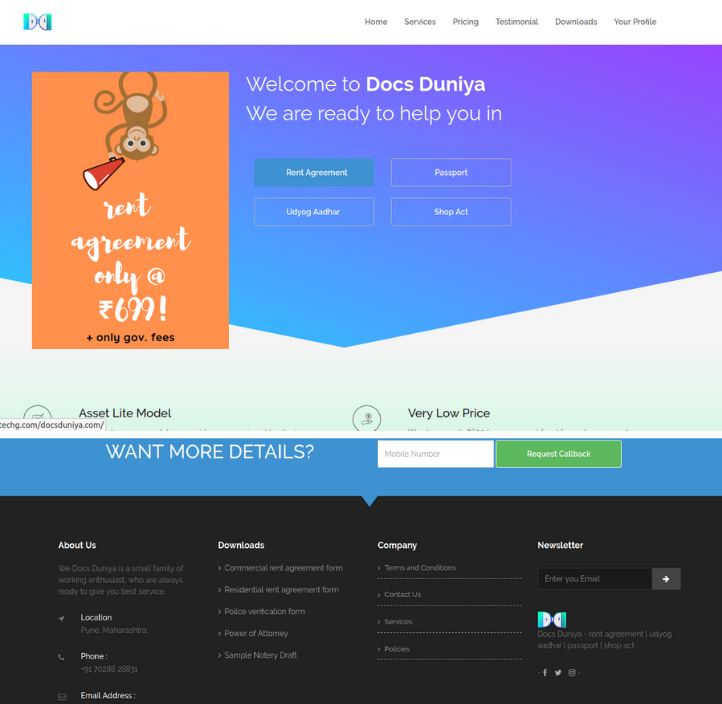 Home Services Pricing Testimonial Downloads Your Profile
rent
agreement
only @
₹699!
+ only gov. fees
Welcome to Docs Duniya
We are ready to help you in
Rent Agreement Passport
Udyog Aadhar Shop Act
Asset Lite Model
Very Low Price
techg.com/docsduniya.com/
WANT MORE DETAILS?
Mobile Number Request Callback
About Us
We Docs Duniya is a small family of
working enthusiast, who are always
ready to give you best service.
Location
Pune, Maharashtra.
Phone :
+91 70288 28831
Email Address :
Downloads
> Commercial rent agreement form
> Residential rent agreement form
> Police verification form
> Power of Attorney
> Sample Notery Draft
Company
> Terms and Conditions
> Contact Us
> Services
> Policies
Newsletter
Enter you Email
Docs Duniya - rent agreement | udyog
aadhar | passport | shop act